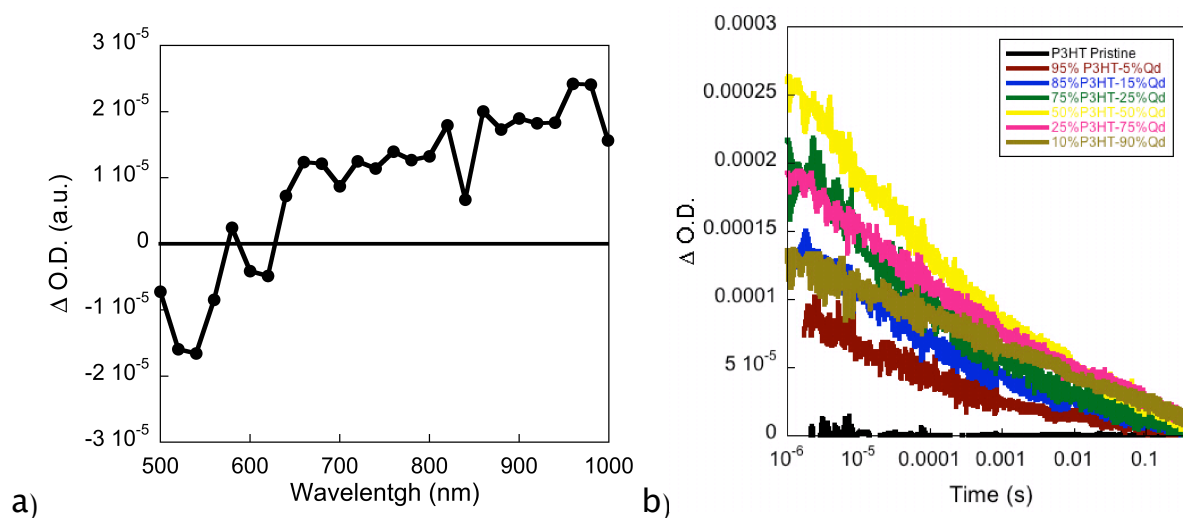 3 10-5
2 10-5
1 10-5
0
-1 10-5
-2 10-5
-3 10-5
Δ O.D. (a.u.)
500 600 700 800 900 1000
Wavelentgh (nm)
a)
0.0003
0.00025
0.0002
0.00015
0.0001
5 10-5
0
Δ O.D.
P3HT Pristine
95% P3HT-5%Qd
85%P3HT-15%Qd
75%P3HT-25%Qd
50%P3HT-50%Qd
25%P3HT-75%Qd
10%P3HT-90%Qd
10-6 10-5 0.0001 0.001 0.01 0.1
Time (s)
b)